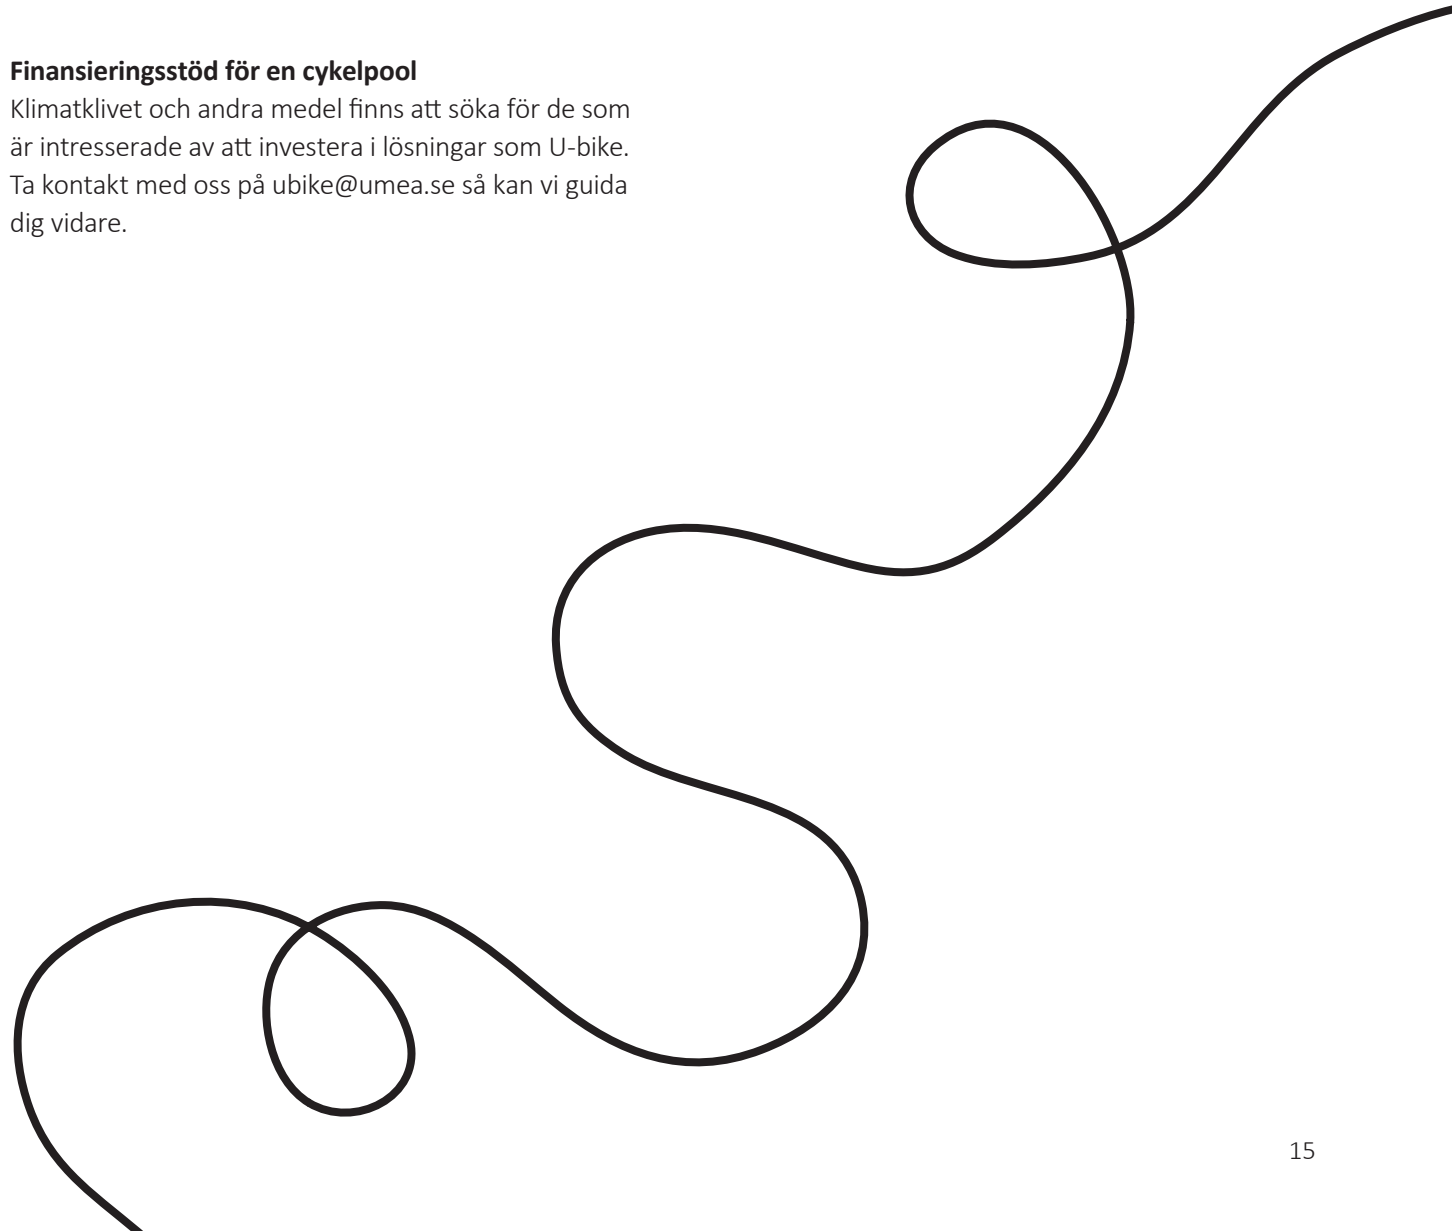 Finansieringsstöd för en cykelpool
Klimatklivet och andra medel finns att söka för de som
är intresserade av att investera i lösningar som U-bike.
Ta kontakt med oss på ubike@umea.se så kan vi guida
dig vidare.
15